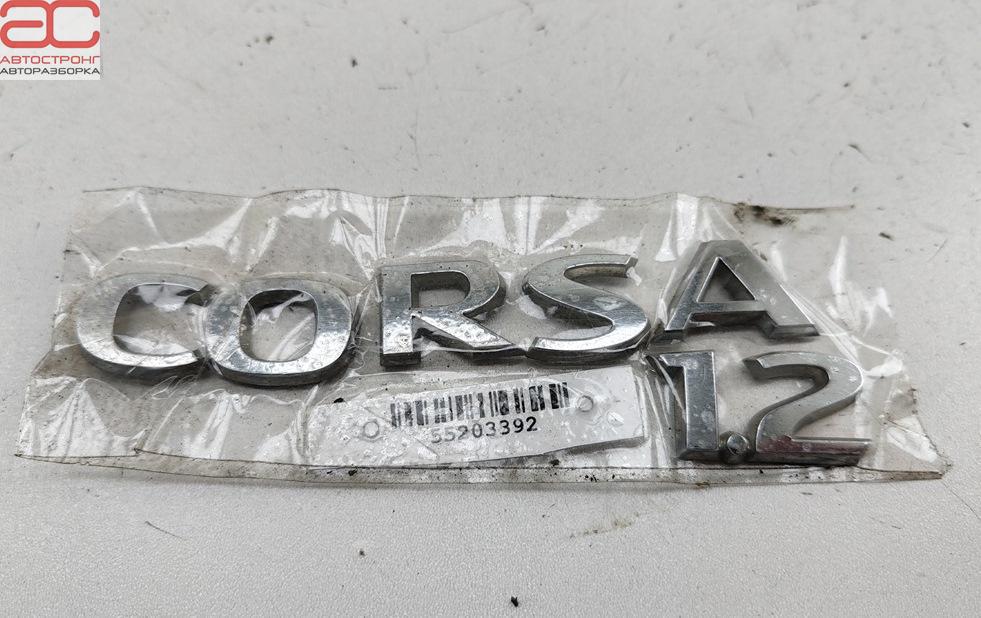 АС
АВТОСТРОНГ
АВТОРАЗБОРКА
CORSA
1.2
55203392